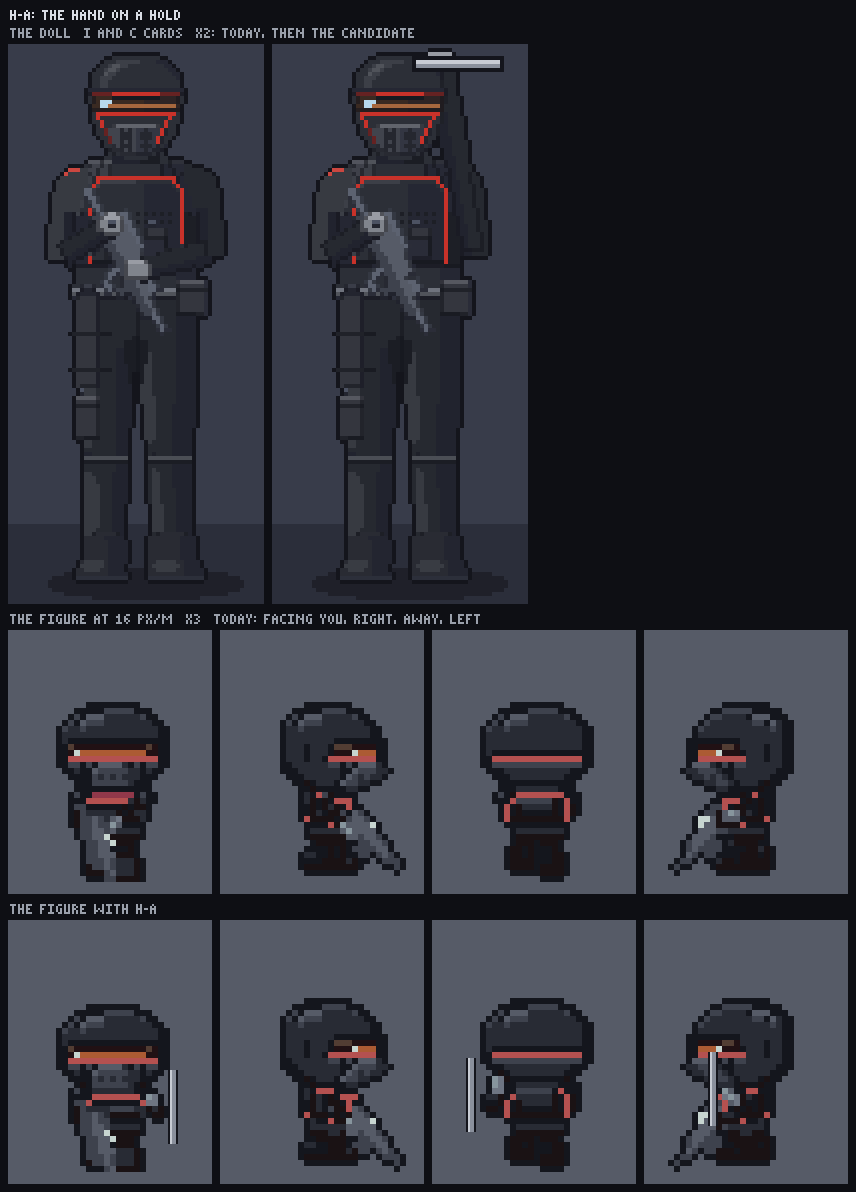 H-A: THE HAND ON A HOLD
THE DOLL  I AND C CARDS  X2: TODAY, THEN THE CANDIDATE
THE FIGURE AT 16 PX/M  X3  TODAY: FACING YOU, RIGHT, AWAY, LEFT
THE FIGURE WITH H-A